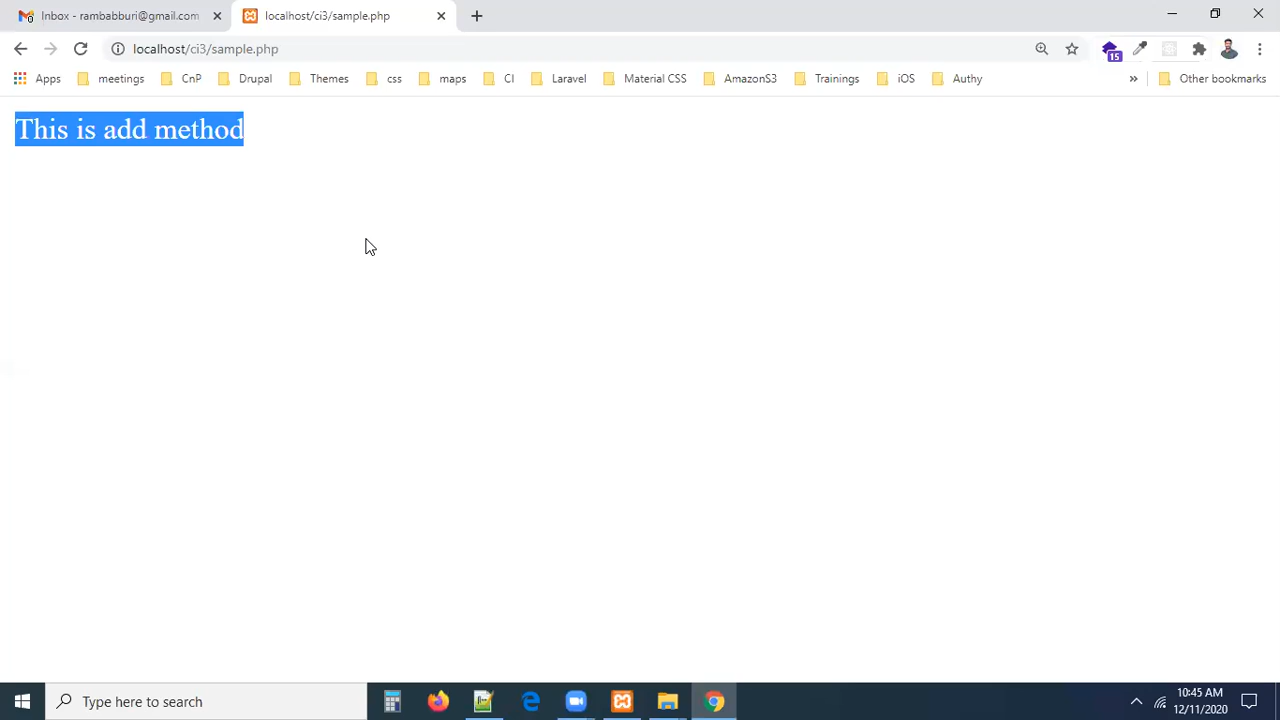 Inbox - rambabburi@gmail.com
localhost/ci3/sample.php
localhost/ci3/sample.php
Apps
meetings
CnP
Drupal
Themes
css
maps
CI
Laravel
Material CSS
AmazonS3
Trainings
iOS
Authy
»
Other bookmarks
15
This is add method
Type here to search
10:45 AM
12/11/2020